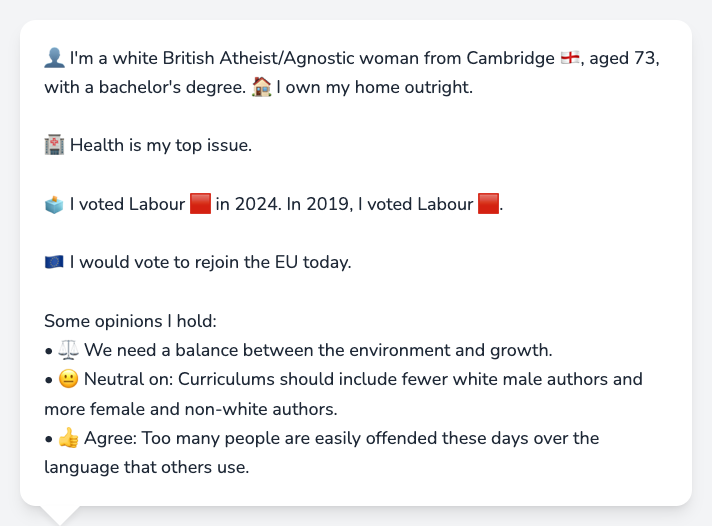 👤 I'm a white British Atheist/Agnostic woman from Cambridge 🏴󠁧󠁢󠁥󠁮󠁧󠁿, aged 73,
with a bachelor's degree. 🏠 I own my home outright.
🏥 Health is my top issue.
🗳️ I voted Labour 🟥 in 2024. In 2019, I voted Labour 🟥.
🇪🇺 I would vote to rejoin the EU today.
Some opinions I hold:
• ⚖️ We need a balance between the environment and growth.
• 😐 Neutral on: Curriculums should include fewer white male authors and
more female and non-white authors.
• 👍 Agree: Too many people are easily offended these days over the
language that others use.